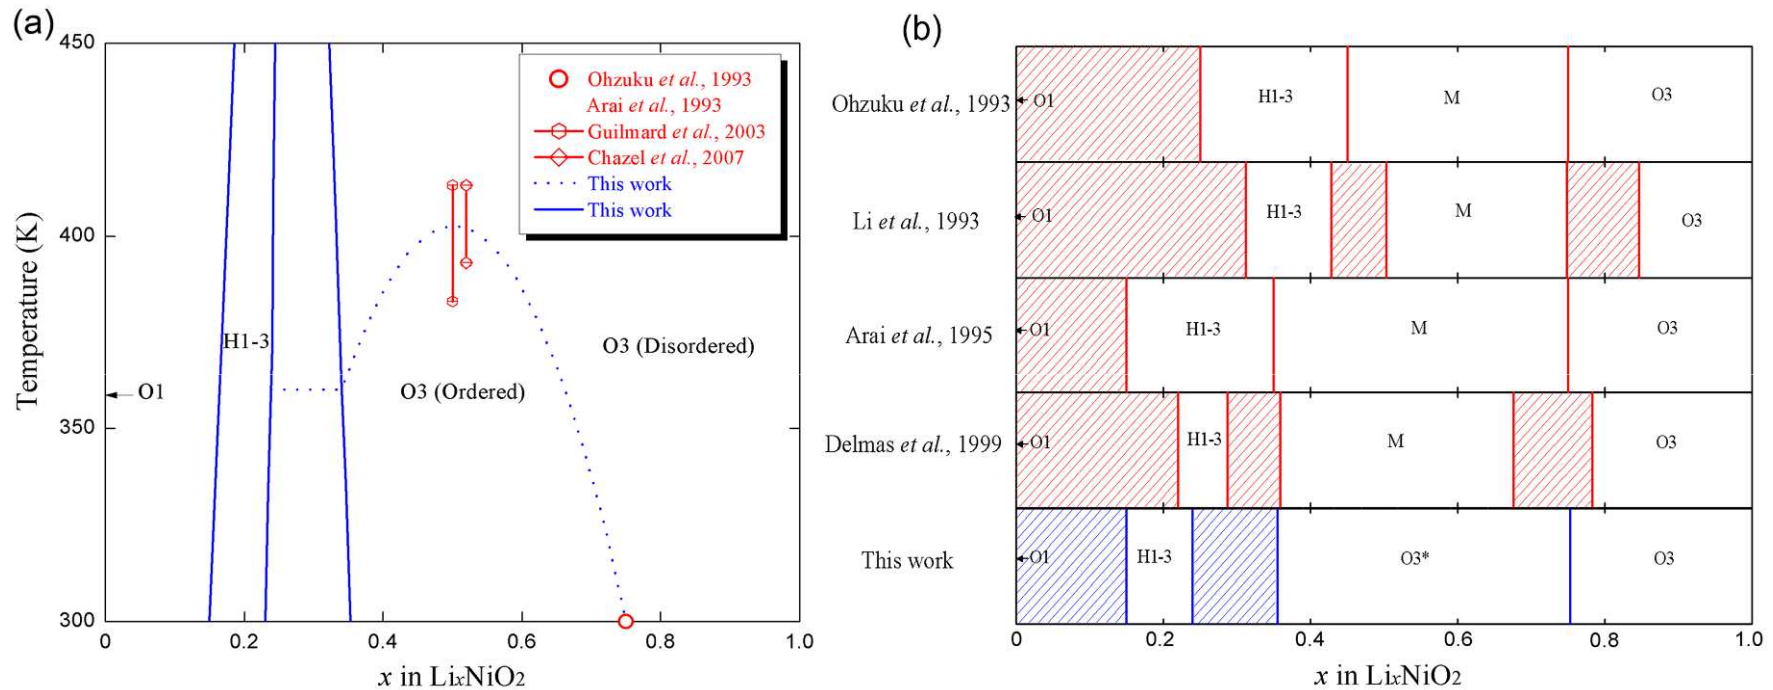 (a)
450
400
350
300
Temperature (K)
Ohzuku et al., 1993
Arai et al., 1993
Guilmard et al., 2003
Chazel et al., 2007
This work
This work
H1-3
O3 (Disordered)
O3 (Ordered)
O1
0
0.2
0.4
0.6
0.8
1.0
x in LixNiO2
(b)
Ohzuku et al., 1993
O1
H1-3
M
O3
Li et al., 1993
O1
H1-3
M
O3
Arai et al., 1995
O1
H1-3
M
O3
Delmas et al., 1999
O1
H1-3
M
O3
This work
O1
H1-3
O3*
O3
0
0.2
0.4
0.6
0.8
1.0
x in LixNiO2